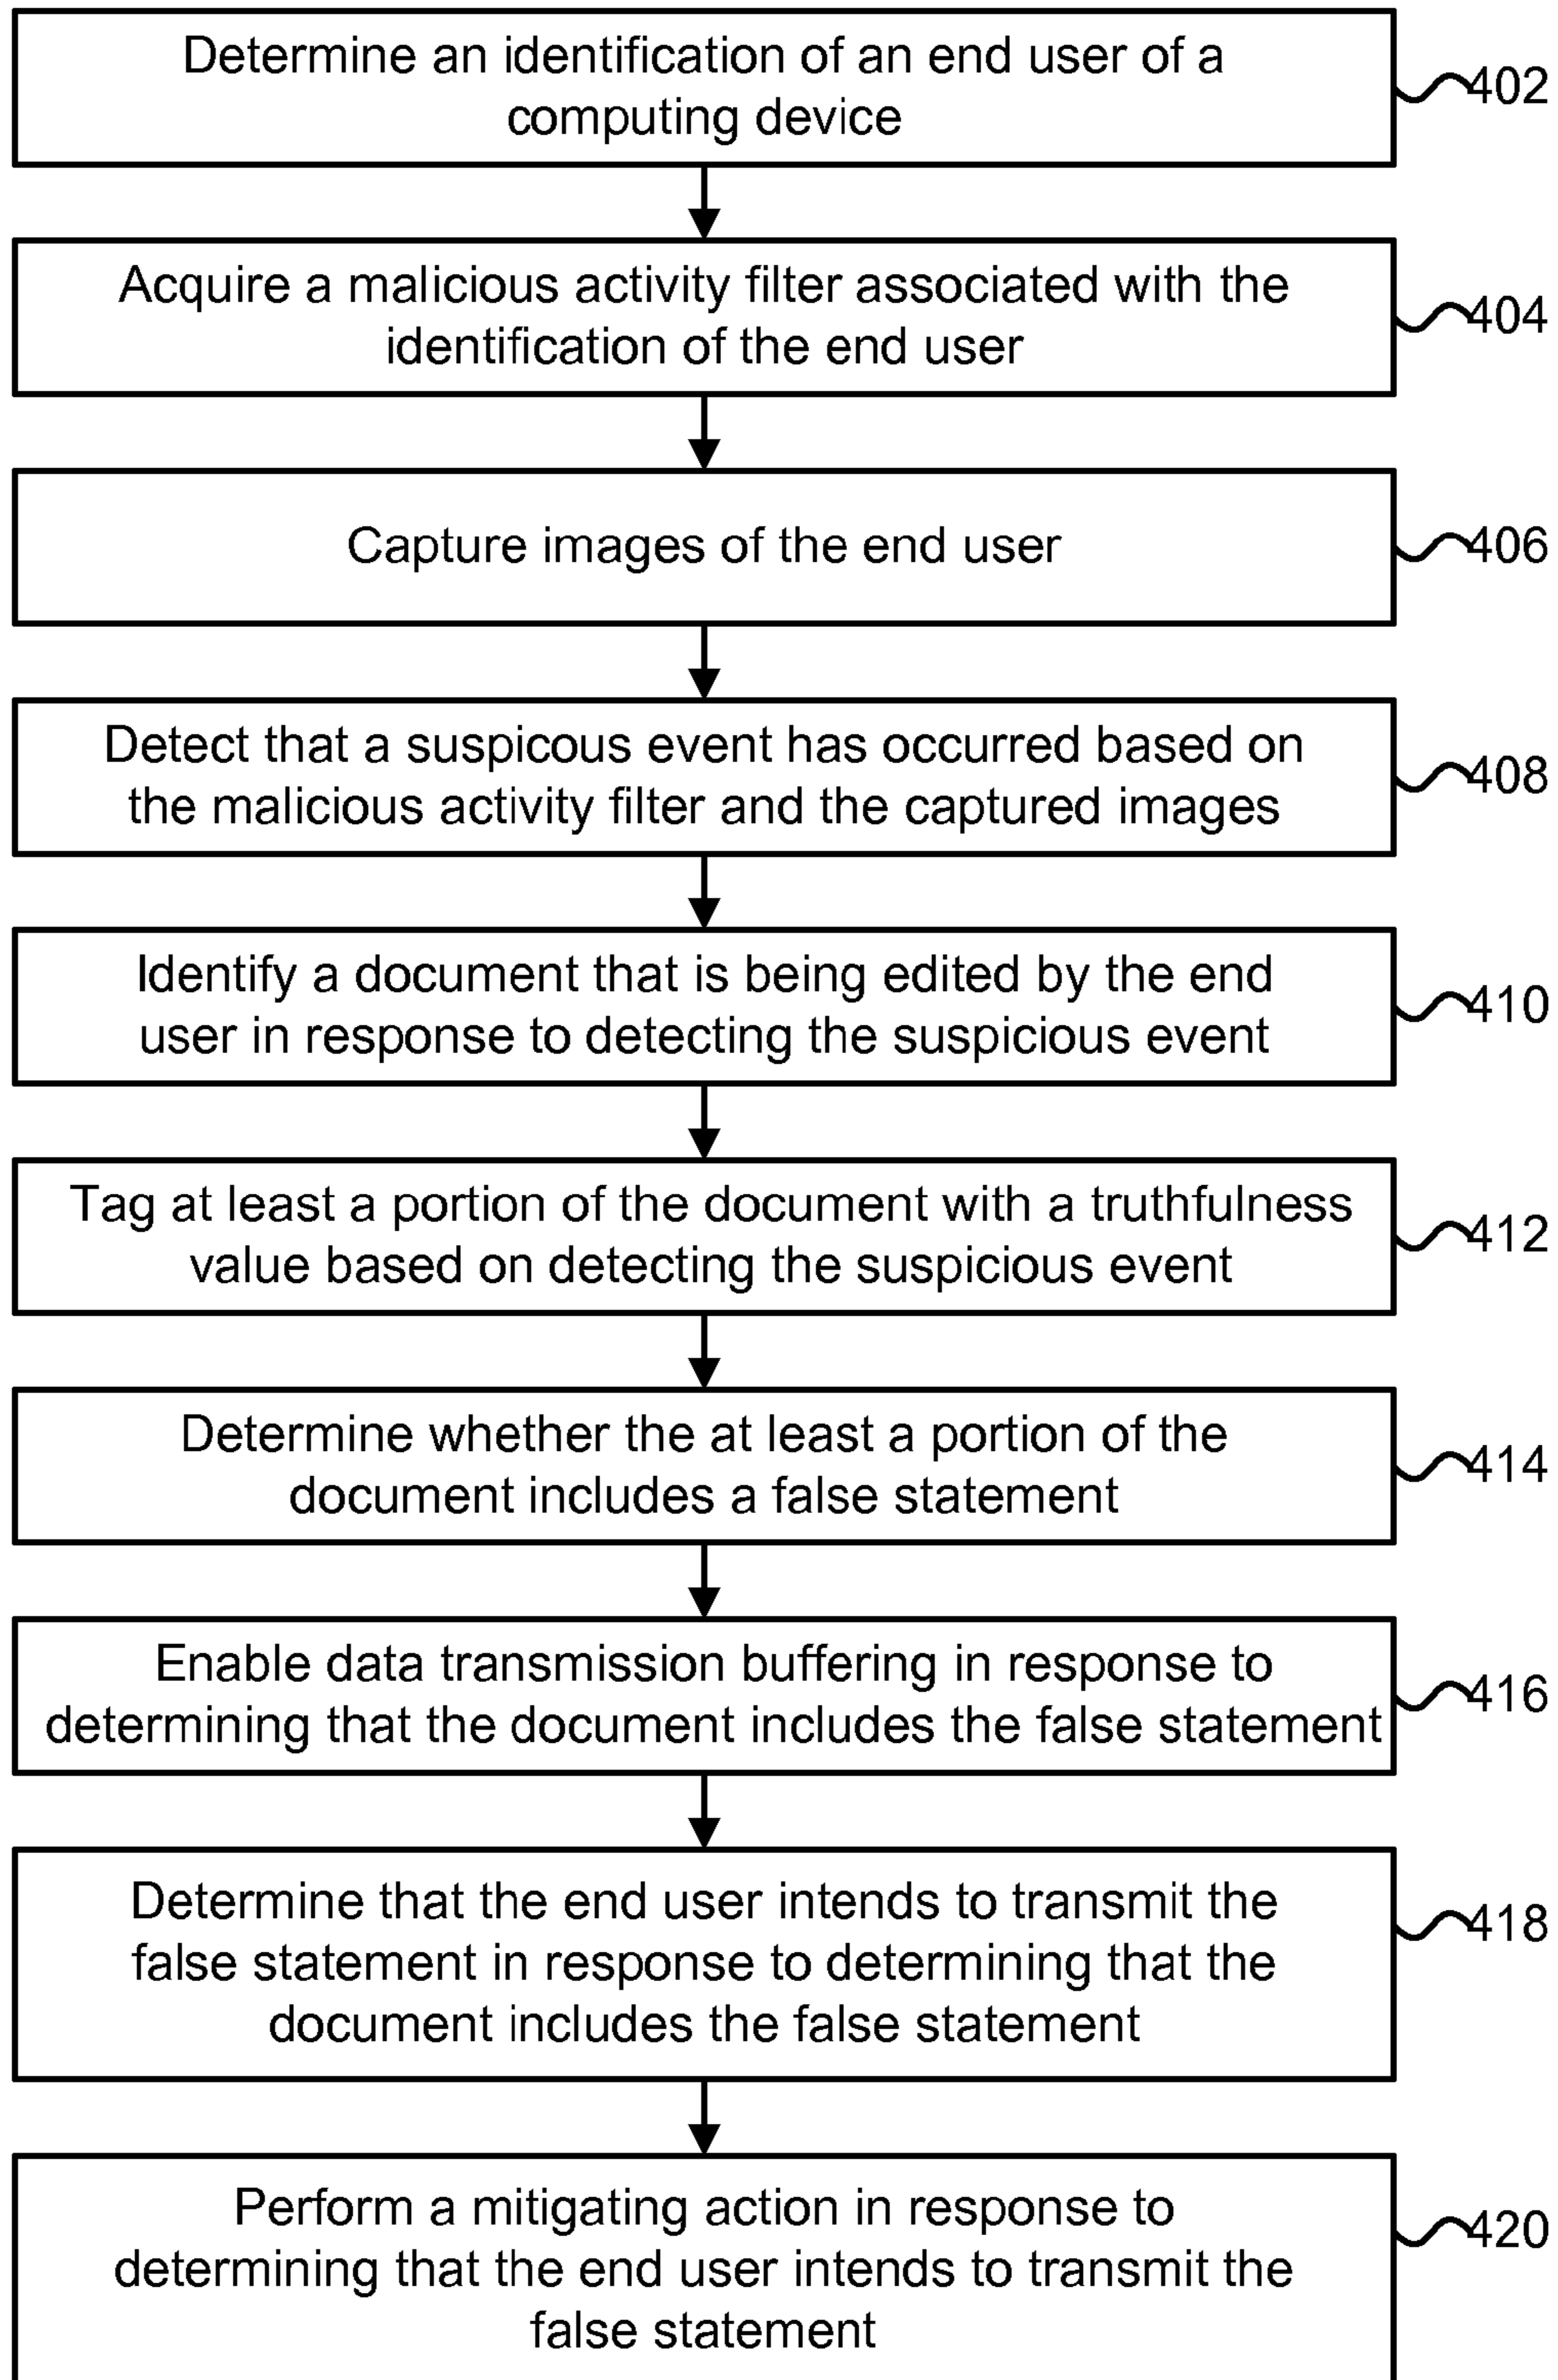 Determine an identification of an end user of a
computing device
402
Acquire a malicious activity filter associated with the
identification of the end user
404
Capture images of the end user
406
Detect that a suspicous event has occurred based on
the malicious activity filter and the captured images
408
Identify a document that is being edited by the end
user in response to detecting the suspicious event
410
Tag at least a portion of the document with a truthfulness
value based on detecting the suspicious event
412
Determine whether the at least a portion of the
document includes a false statement
414
Enable data transmission buffering in response to
determining that the document includes the false statement
416
Determine that the end user intends to transmit the
false statement in response to determining that the
document includes the false statement
418
Perform a mitigating action in response to
determining that the end user intends to transmit the
false statement
420